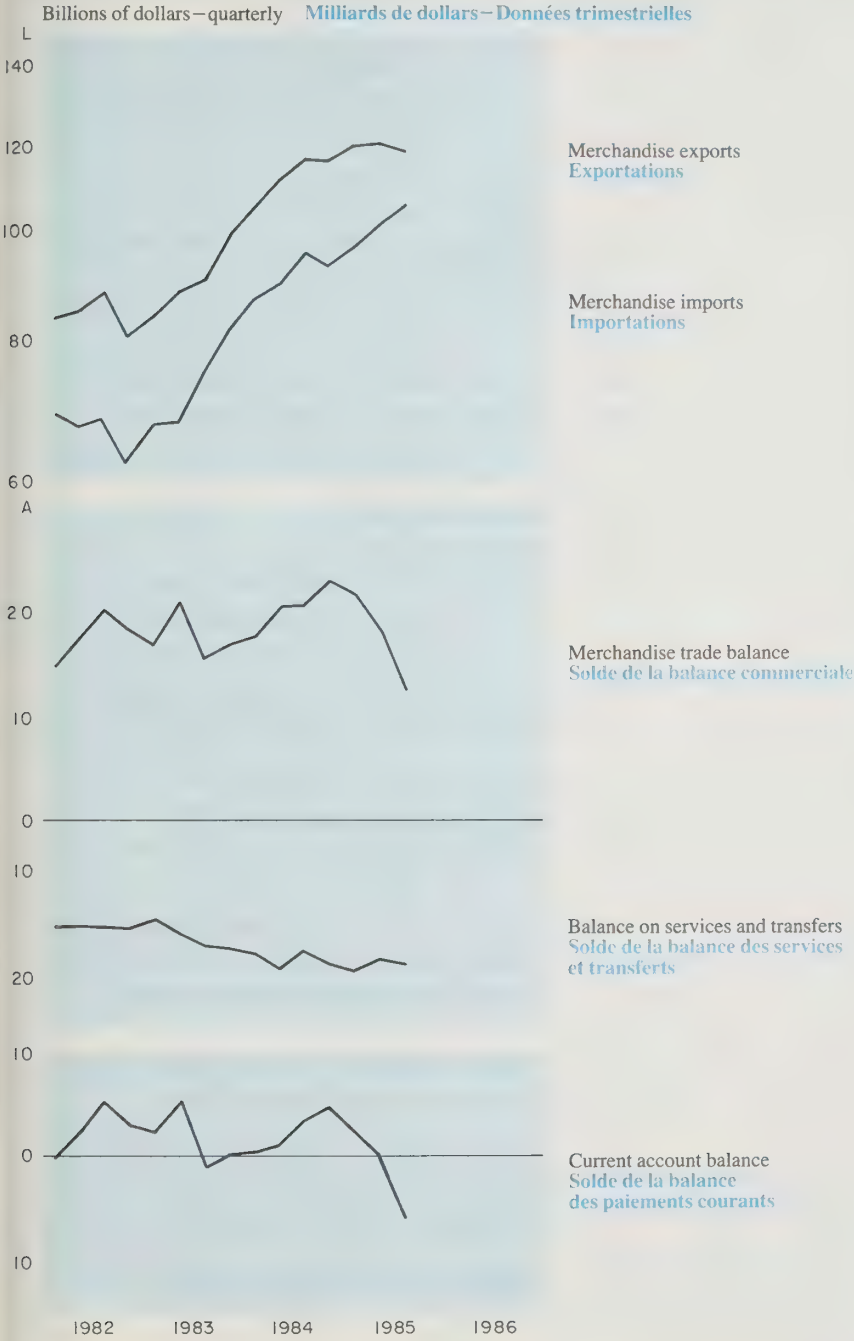 Billions of dollars—quarterly Milliards de dollars—Données trimestrielles
L
140
120
Merchandise exports
Exportations
100
Merchandise imports
Importations
80
60
A
20
Merchandise trade balance
Solde de la balance commerciale
10
0
10
Balance on services and transfers
Solde de la balance des services
et transferts
20
10
0
Current account balance
Solde de la balance
des paiements courants
10
1982 1983 1984 1985 1986